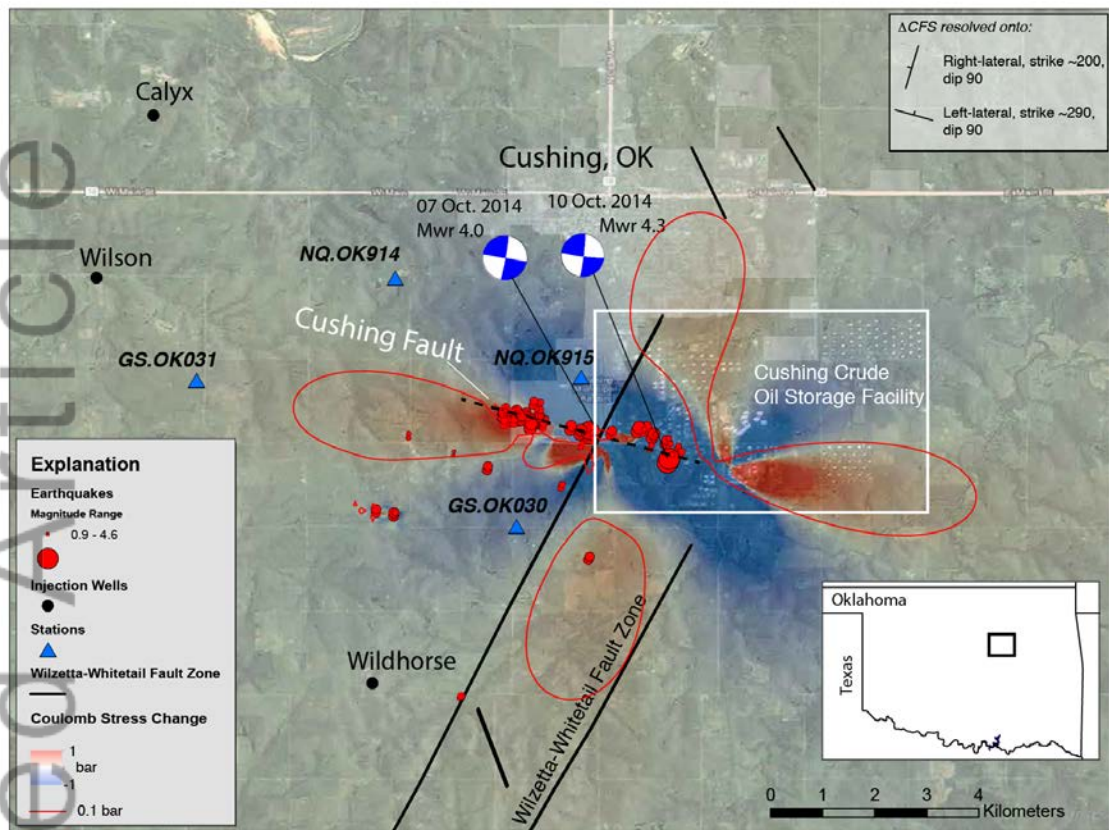 ΔCFS resolved onto:
Right-lateral, strike ~200,
dip 90
Left-lateral, strike ~290,
dip 90
Calyx
Cushing, OK
07 Oct. 2014
Mwr 4.0
10 Oct. 2014
Mwr 4.3
Wilson
NQ.OK914
Cushing Fault
GS.OK031
NQ.OK915
Cushing Crude
Oil Storage Facility
GS.OK030
Wildhorse
Wilzetta-Whitetail Fault Zone
Explanation
Earthquakes
Magnitude Range
0.9 - 4.6
Injection Wells
Stations
Wilzetta-Whitetail Fault Zone
Coulomb Stress Change
1
bar
-1
0.1 bar
Oklahoma
Texas
0 1 2 3 4
Kilometers
ed Article